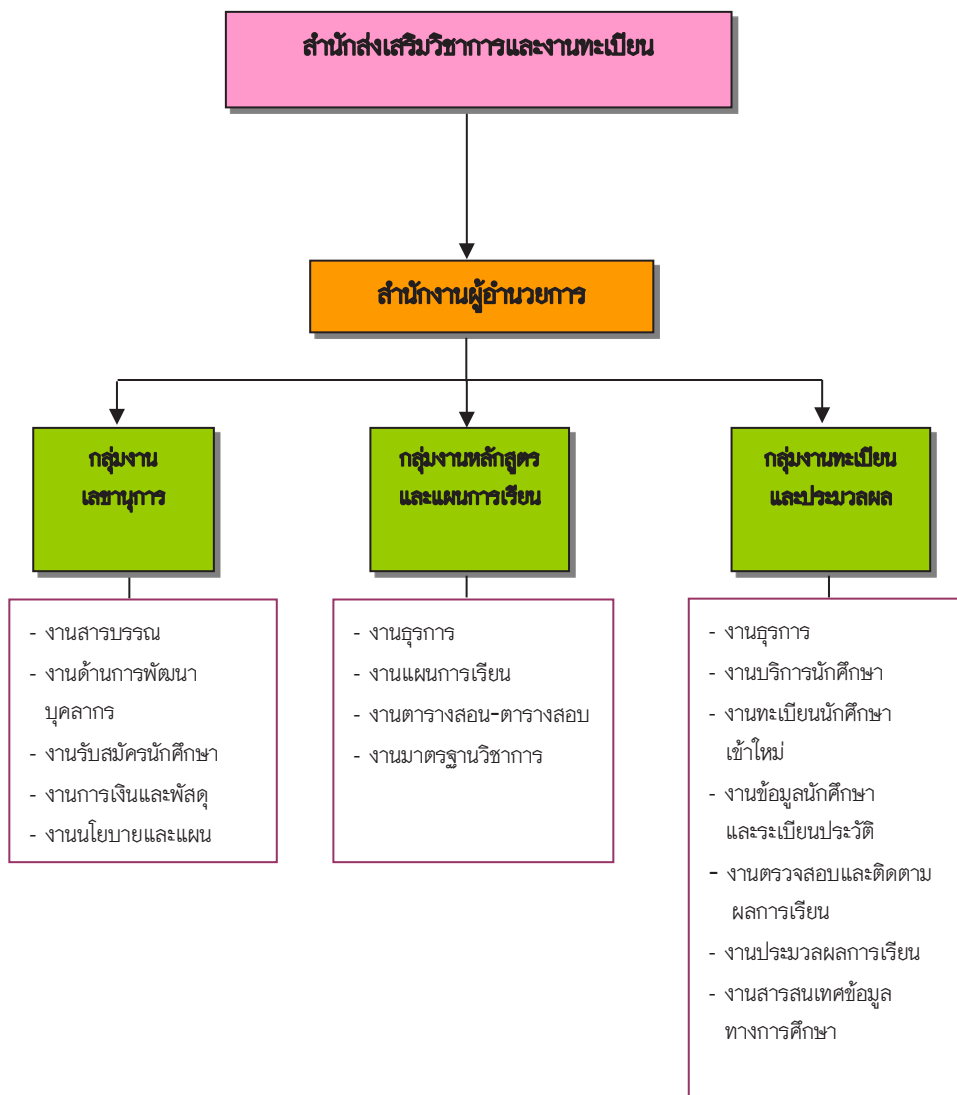 สำนักส่งเสริมวิชาการและงานทะเบียน
สำนักงานผู้อำนวยการ
กลุ่มงาน
เลขานุการ
กลุ่มงานหลักสูตร
และแผนการเรียน
กลุ่มงานทะเบียน
และประมวลผล
- งานสารบรรณ
- งานด้านการพัฒนา
บุคลากร
- งานรับสมัครนักศึกษา
- งานการเงินและพัสดุ
- งานนโยบายและแผน
- งานธุรการ
- งานแผนการเรียน
- งานตารางสอน-ตารางสอบ
- งานมาตรฐานวิชาการ
- งานธุรการ
- งานบริการนักศึกษา
- งานทะเบียนนักศึกษา
เข้าใหม่
- งานข้อมูลนักศึกษา
และระเบียนประวัติ
- งานตรวจสอบและติดตาม
ผลการเรียน
- งานประมวลผลการเรียน
- งานสารสนเทศข้อมูล
ทางการศึกษา